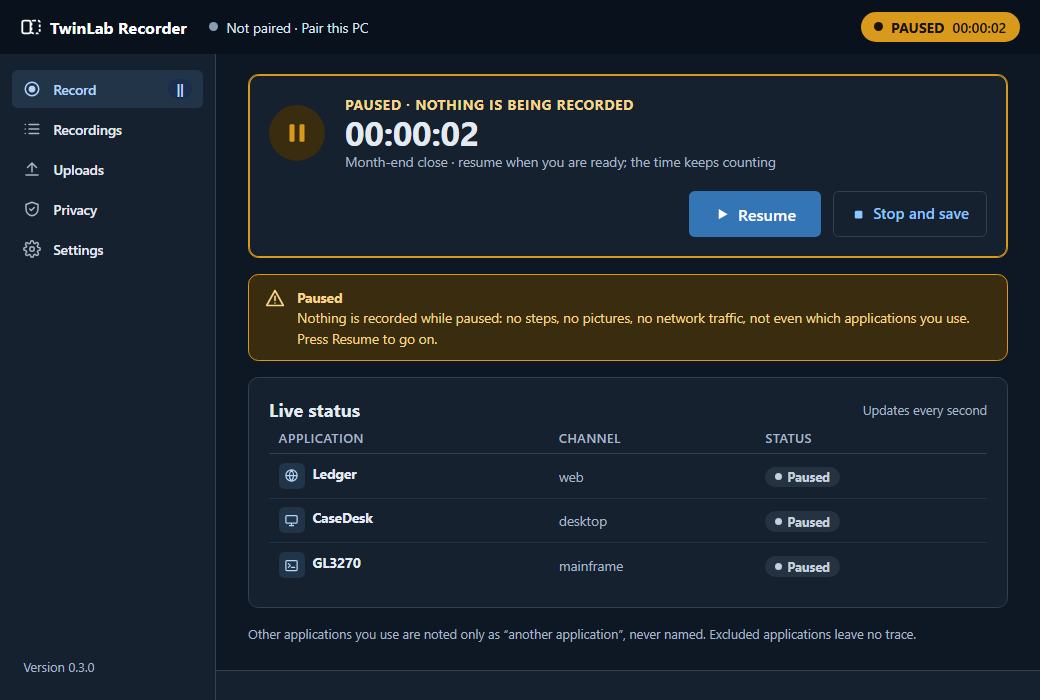 TwinLab Recorder
Not paired · Pair this PC
PAUSED 00:00:02
Record
Recordings
Uploads
Privacy
Settings
Version 0.3.0
PAUSED · NOTHING IS BEING RECORDED
00:00:02
Month-end close · resume when you are ready; the time keeps counting
Resume
Stop and save
Paused
Nothing is recorded while paused: no steps, no pictures, no network traffic, not even which applications you use.
Press Resume to go on.
Live status
Updates every second
APPLICATION CHANNEL STATUS
Ledger web Paused
CaseDesk desktop Paused
GL3270 mainframe Paused
Other applications you use are noted only as “another application”, never named. Excluded applications leave no trace.